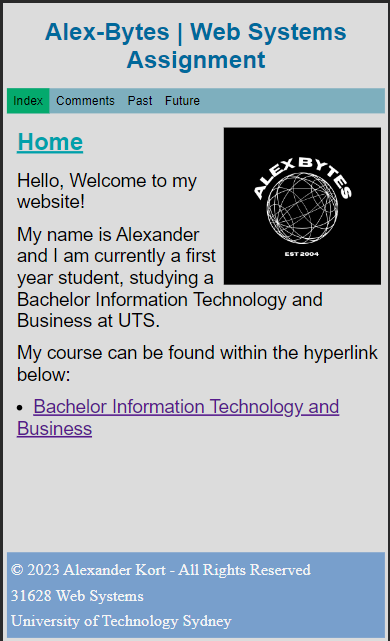 Alex-Bytes | Web Systems
Assignment
Index Comments Past Future
Home
ALEX BYTES
EST 2004
Hello, Welcome to my
website!
My name is Alexander
and I am currently a first
year student, studying a
Bachelor Information Technology and
Business at UTS.
My course can be found within the hyperlink
below:
• Bachelor Information Technology and
Business
© 2023 Alexander Kort - All Rights Reserved
31628 Web Systems
University of Technology Sydney